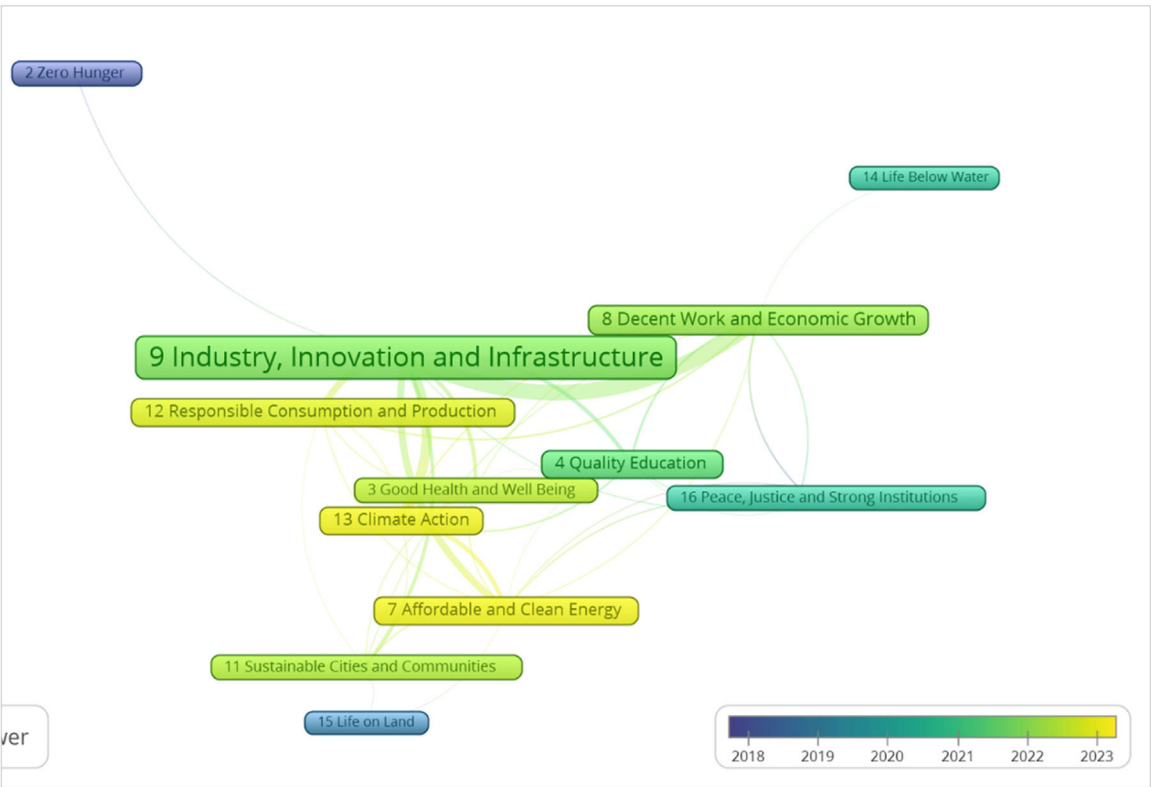 2 Zero Hunger
14 Life Below Water
8 Decent Work and Economic Growth
9 Industry, Innovation and Infrastructure
12 Responsible Consumption and Production
4 Quality Education
3 Good Health and Well Being
16 Peace, Justice and Strong Institutions
13 Climate Action
7 Affordable and Clean Energy
11 Sustainable Cities and Communities
15 Life on Land
2018 2019 2020 2021 2022 2023